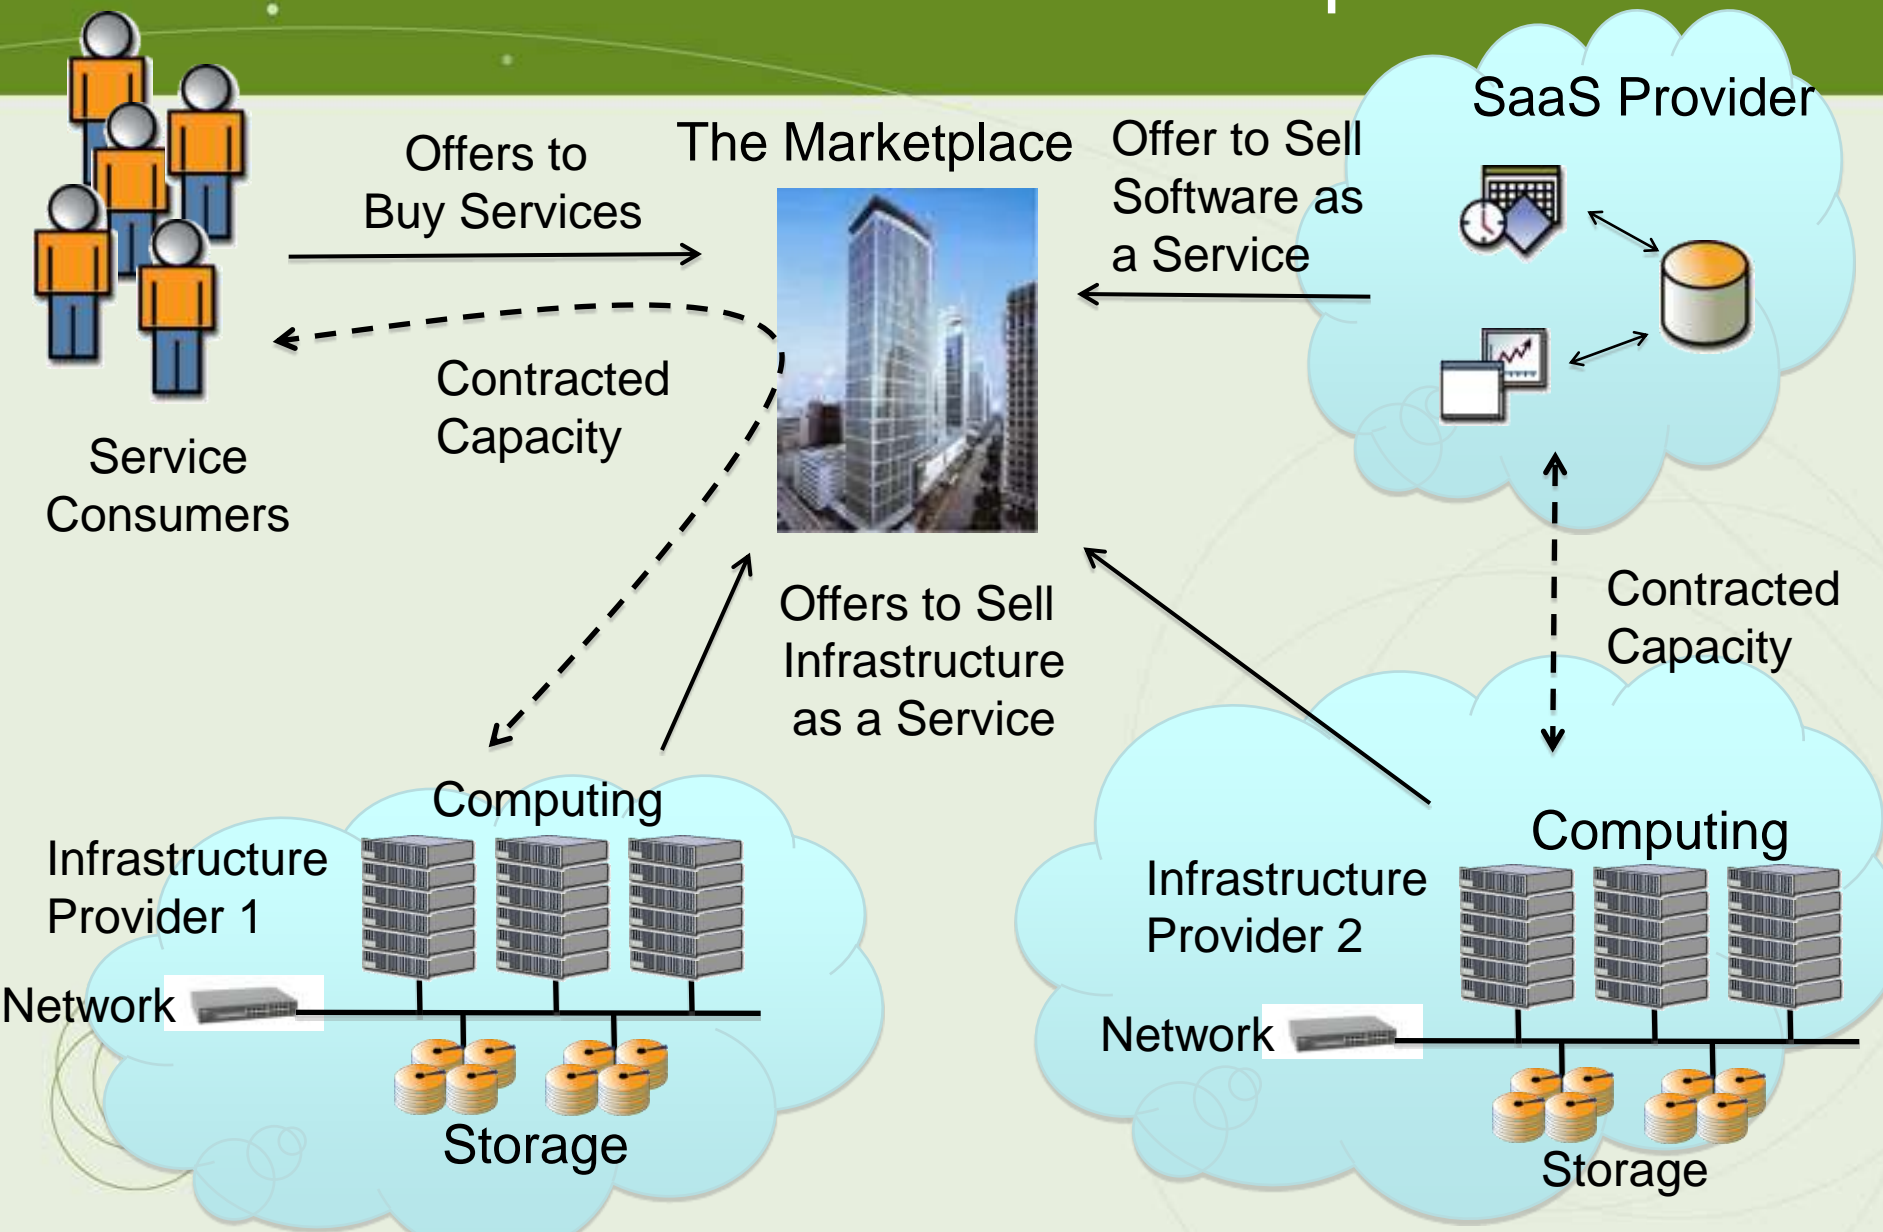 SaaS Provider
Offers to
Buy Services
The Marketplace
Offer to Sell
Software as
a Service
Contracted
Capacity
Service
Consumers
Offers to Sell
Infrastructure
as a Service
Contracted
Capacity
Computing
Infrastructure
Provider 1
Network
Storage
Computing
Infrastructure
Provider 2
Network
Storage